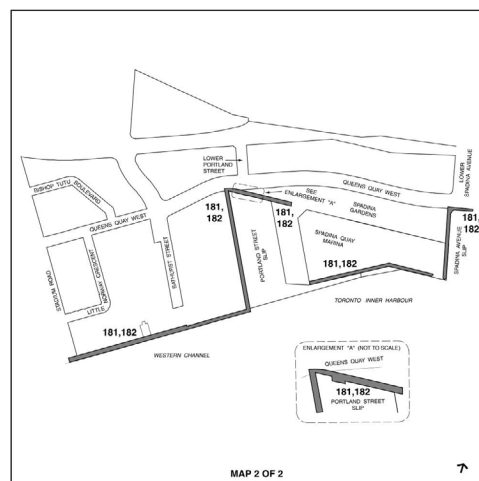 LOWER
PORTLAND
STREET
LOWER
SPADINA AVENUE
QUEENS QUAY WEST
BISHOP TUTU
BOULEVARD
SEE
ENLARGEMENT "A"
SPADINA
GARDENS
181,
182
181,
182
181,
182
QUEENS QUAY WEST
BATHURST STREET
PORTLAND STREET
SLIP
SPADINA QUAY
MARINA
SPADINA AVENUE
SLIP
STADIUM ROAD
LITTLE
NORWAY CRESCENT
181,182
181,182
TORONTO INNER HARBOUR
WESTERN CHANNEL
ENLARGEMENT "A" (NOT TO SCALE)
QUEENS QUAY WEST
181,182
PORTLAND STREET
SLIP
MAP 2 OF 2